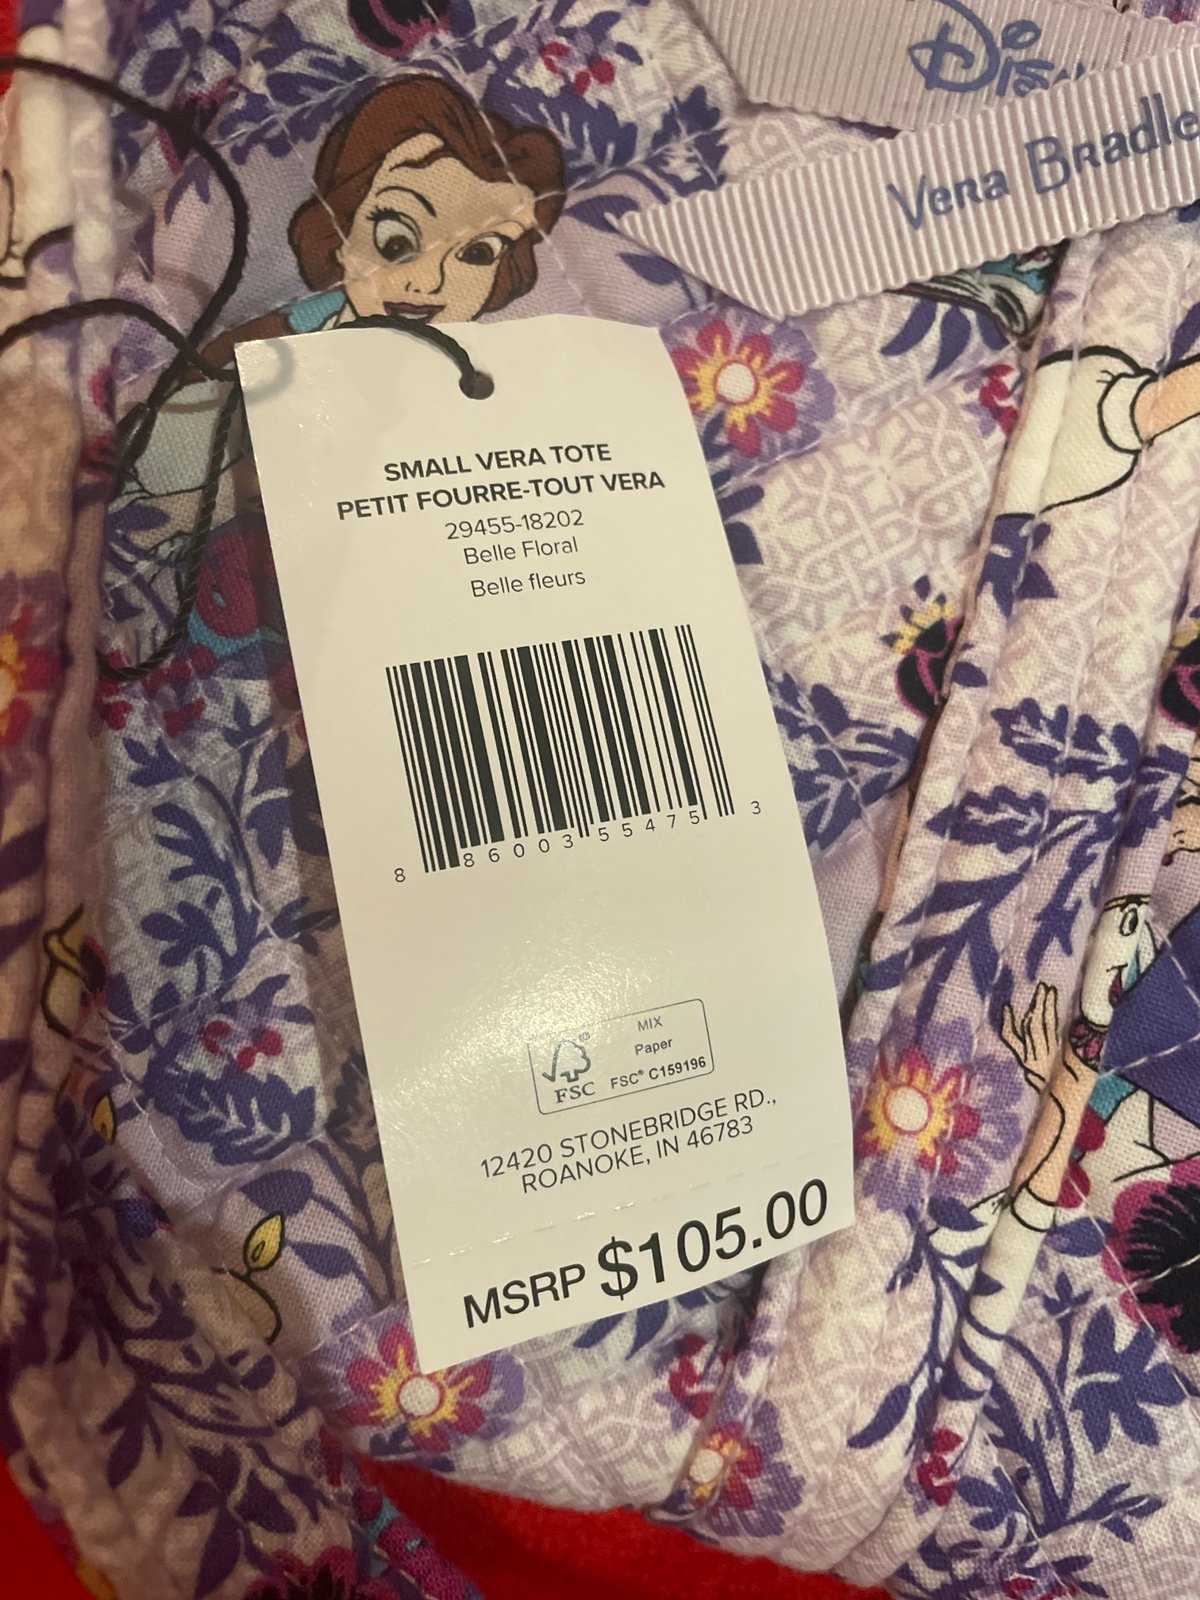 Disn
Vera Bradle
SMALL VERA TOTE
PETIT FOURRE-TOUT VERA
29455-18202
Belle Floral
Belle fleurs
8 86003 55475 3
MIX
Paper
FSC® C159196
FSC
12420 STONEBRIDGE RD.,
ROANOKE, IN 46783
MSRP $105.00